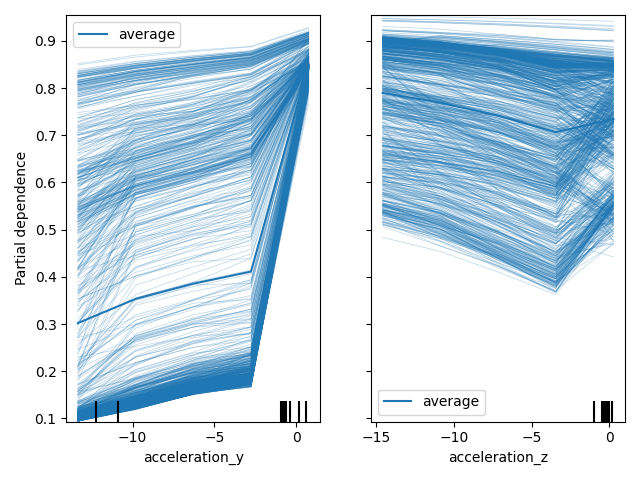 average
Partial dependence
0.9
0.8
0.7
0.6
0.5
0.4
0.3
0.2
0.1
−10 −5 0
acceleration_y
average
−15 −10 −5 0
acceleration_z